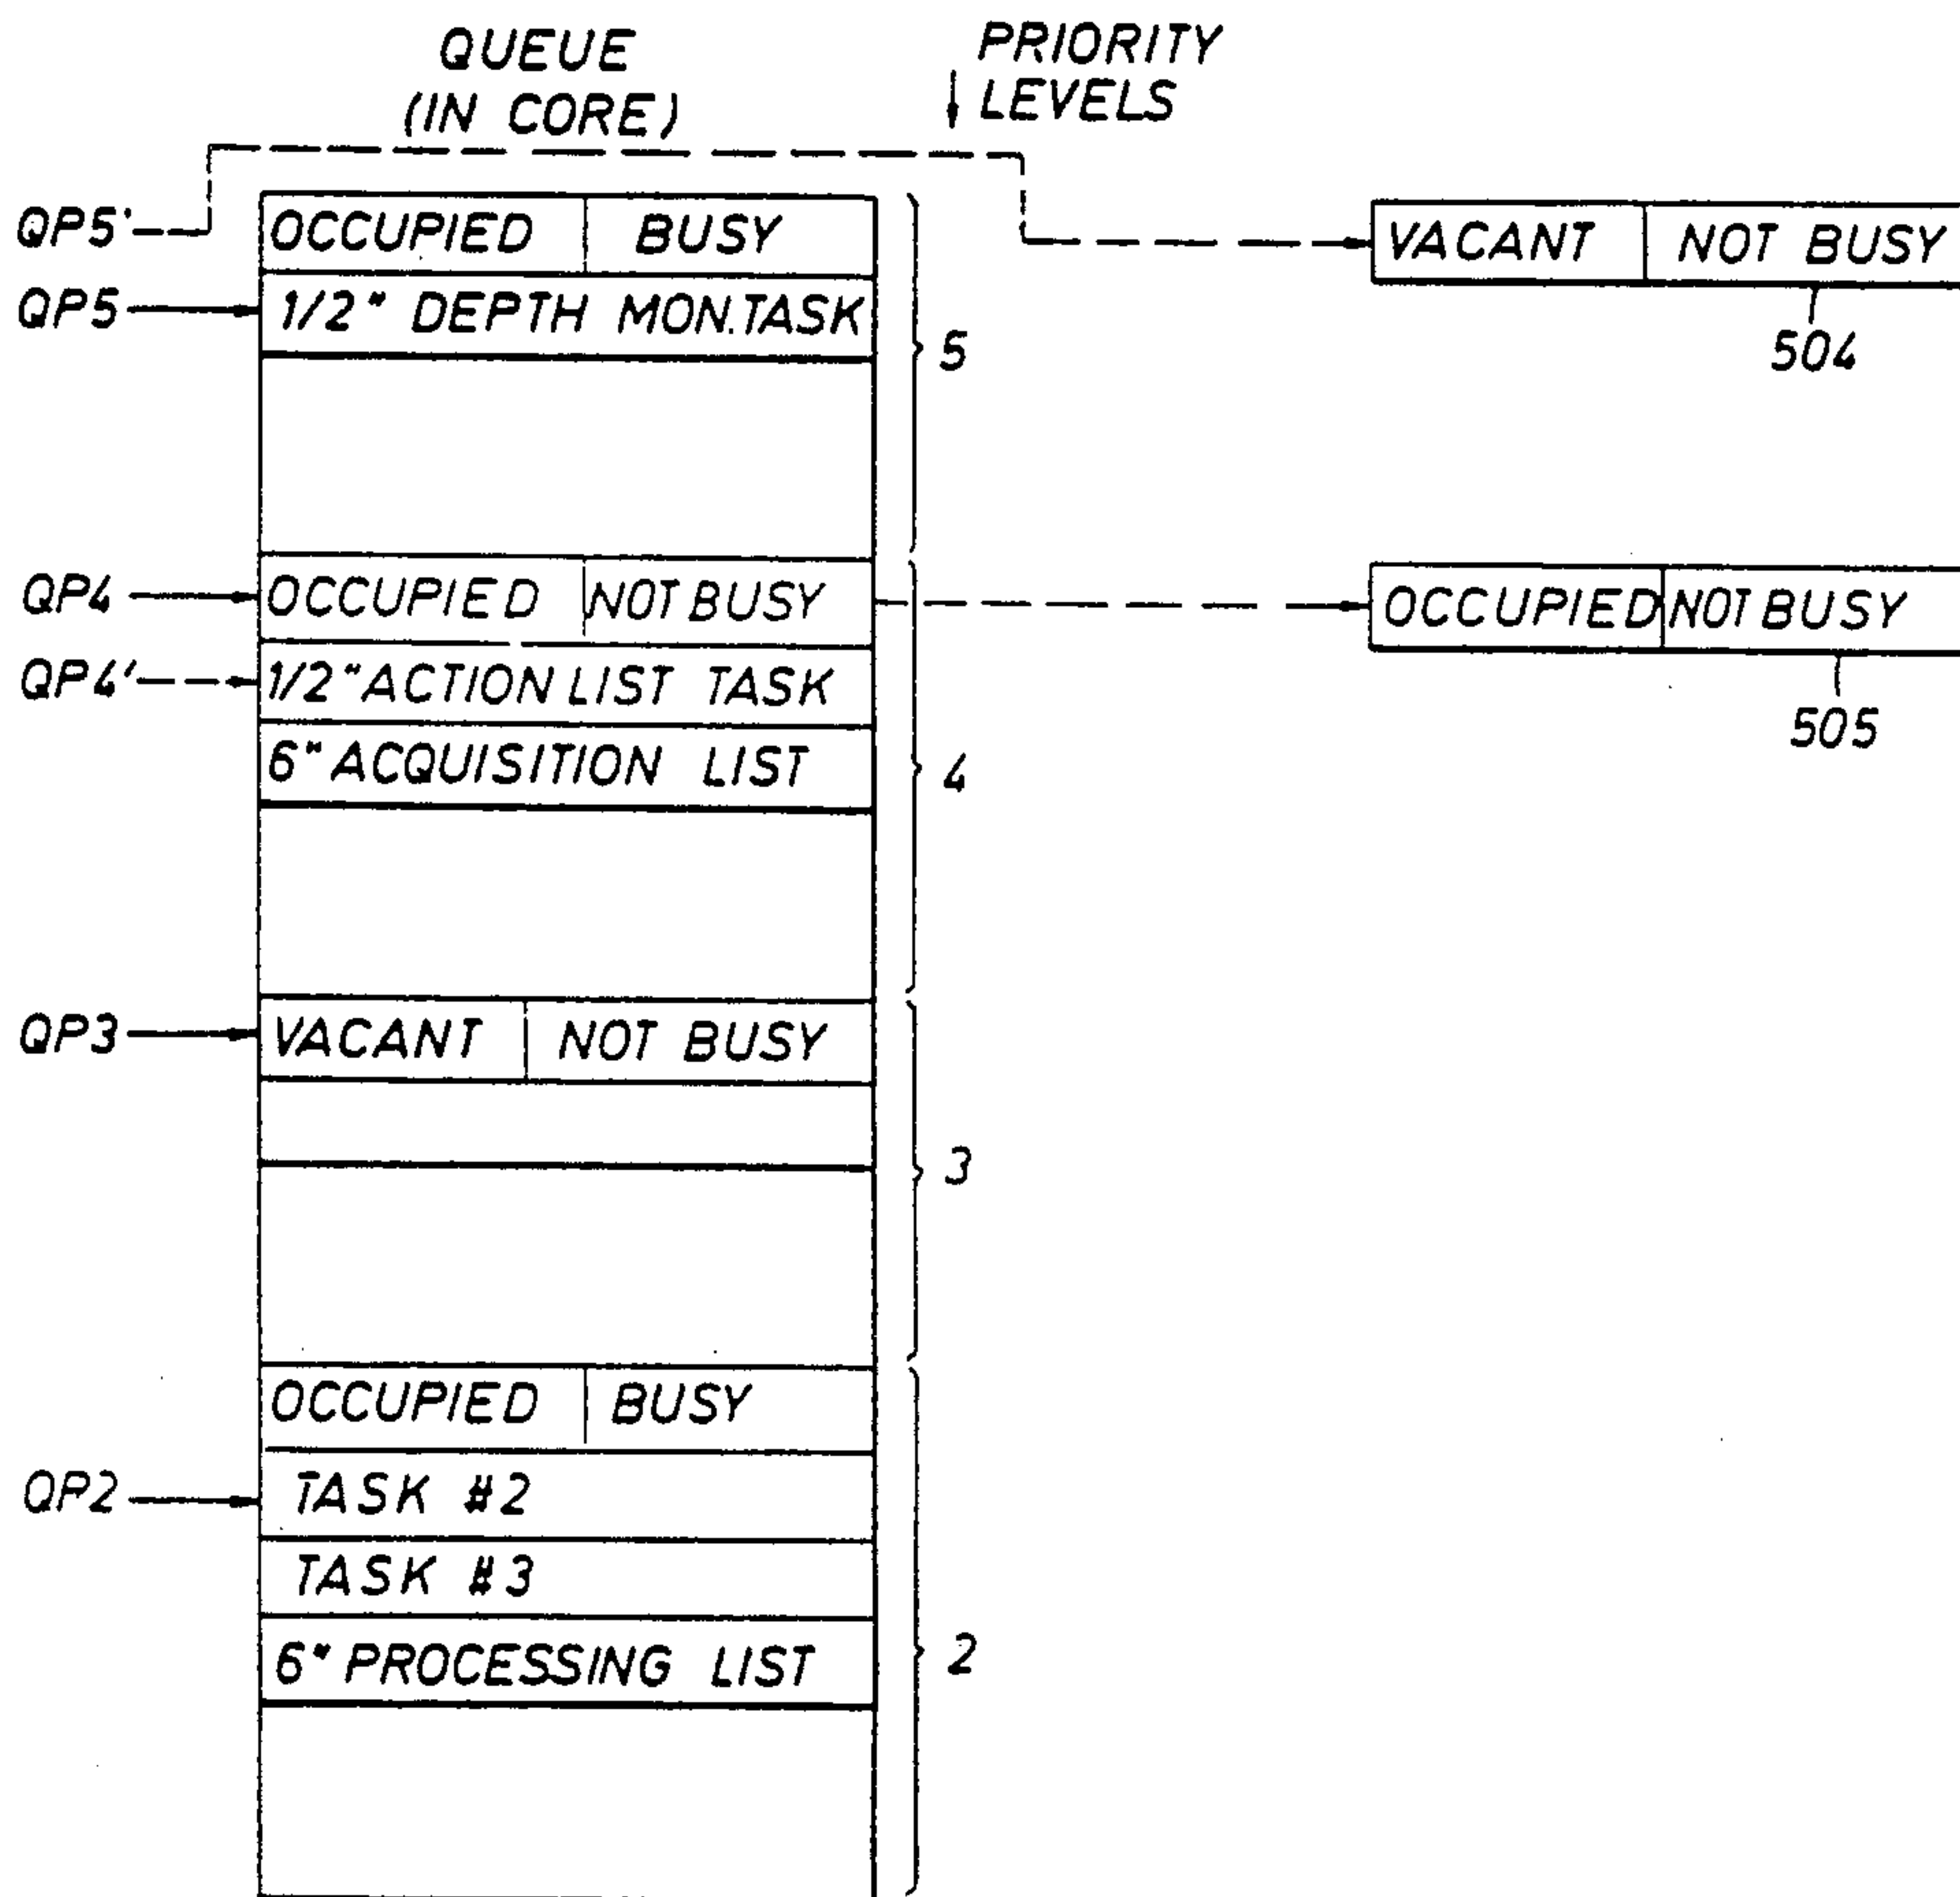 QUEUE
(IN CORE)
PRIORITY
LEVELS
QP5'
OCCUPIED BUSY
VACANT NOT BUSY
QP5
1/2" DEPTH MON.TASK
504
5
QP4
OCCUPIED NOT BUSY
OCCUPIED NOT BUSY
QP4'
1/2" ACTION LIST TASK
505
6" ACQUISITION LIST
4
QP3
VACANT NOT BUSY
3
OCCUPIED BUSY
QP2
TASK #2
TASK #3
6" PROCESSING LIST
2